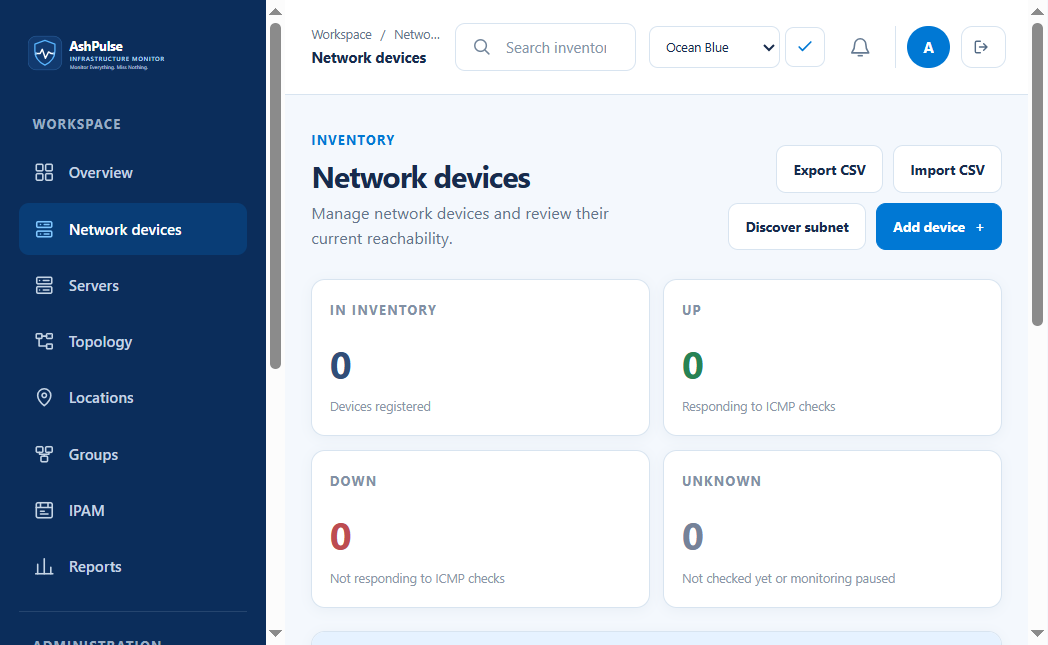 AshPulse
INFRASTRUCTURE MONITOR
Monitor Everything. Miss Nothing.
WORKSPACE
Overview
Network devices
Servers
Topology
Locations
Groups
IPAM
Reports
ADMINISTRATION
Workspace / Netwo...
Network devices
Search inventor
Ocean Blue
A
INVENTORY
Network devices
Manage network devices and review their
current reachability.
Export CSV
Import CSV
Discover subnet
Add device +
IN INVENTORY
0
Devices registered
UP
0
Responding to ICMP checks
DOWN
0
Not responding to ICMP checks
UNKNOWN
0
Not checked yet or monitoring paused